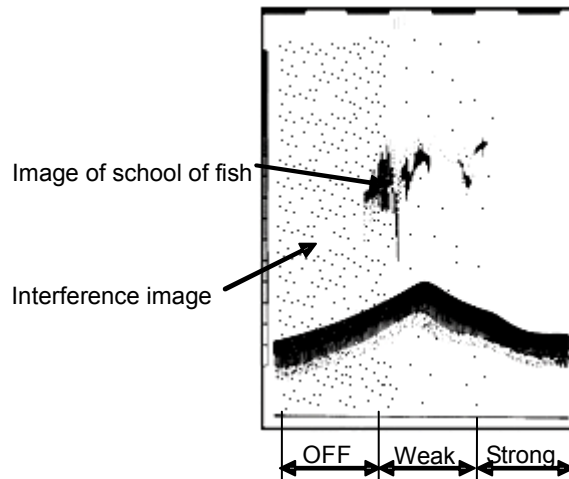 Image of school of fish
Interference image
OFF Weak Strong